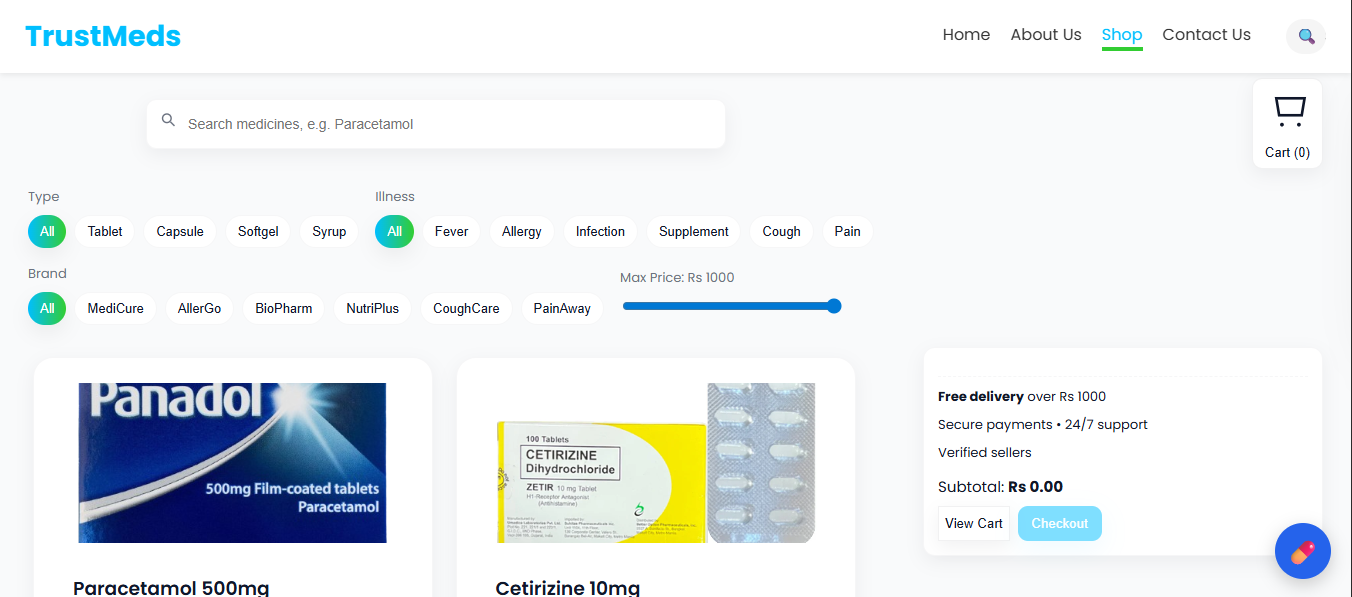 TrustMeds
Home About Us Shop Contact Us
Search medicines, e.g. Paracetamol
Cart (0)
Type
All Tablet Capsule Softgel Syrup
Illness
All Fever Allergy Infection Supplement Cough Pain
Brand
All MediCure AllerGo BioPharm NutriPlus CoughCare PainAway
Max Price: Rs 1000
Panadol
500mg Film-coated tablets
Paracetamol
Paracetamol 500mg
100 Tablets
CETIRIZINE
Dihydrochloride
ZETIR 10 mg Tablet
H1-Receptor Antagonist
(Antihistamine)
Cetirizine 10mg
Free delivery over Rs 1000
Secure payments • 24/7 support
Verified sellers
Subtotal: Rs 0.00
View Cart Checkout